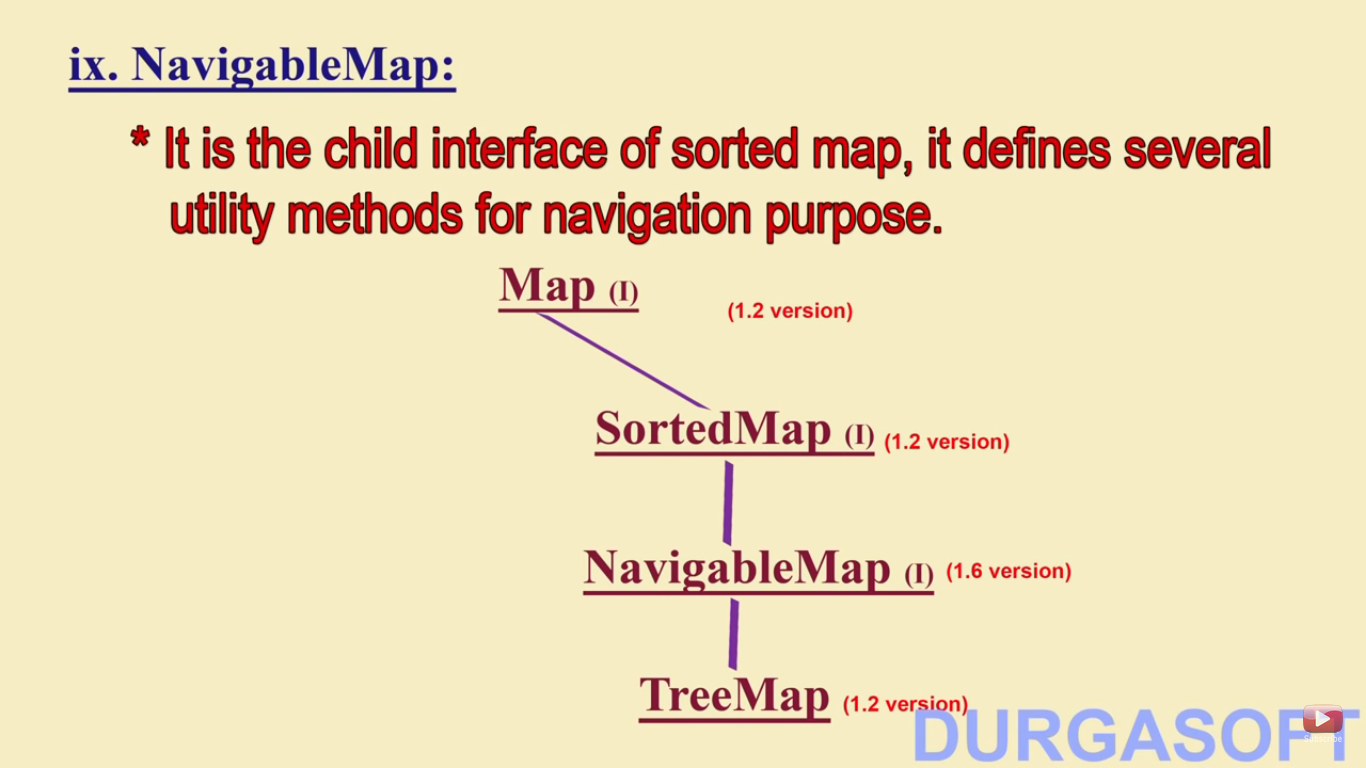 ix. NavigableMap:
* It is the child interface of sorted map, it defines several
utility methods for navigation purpose.
Map (I)
(1.2 version)
SortedMap (I) (1.2 version)
NavigableMap (I) (1.6 version)
TreeMap (1.2 version)
DURGASOFT
Subscribe